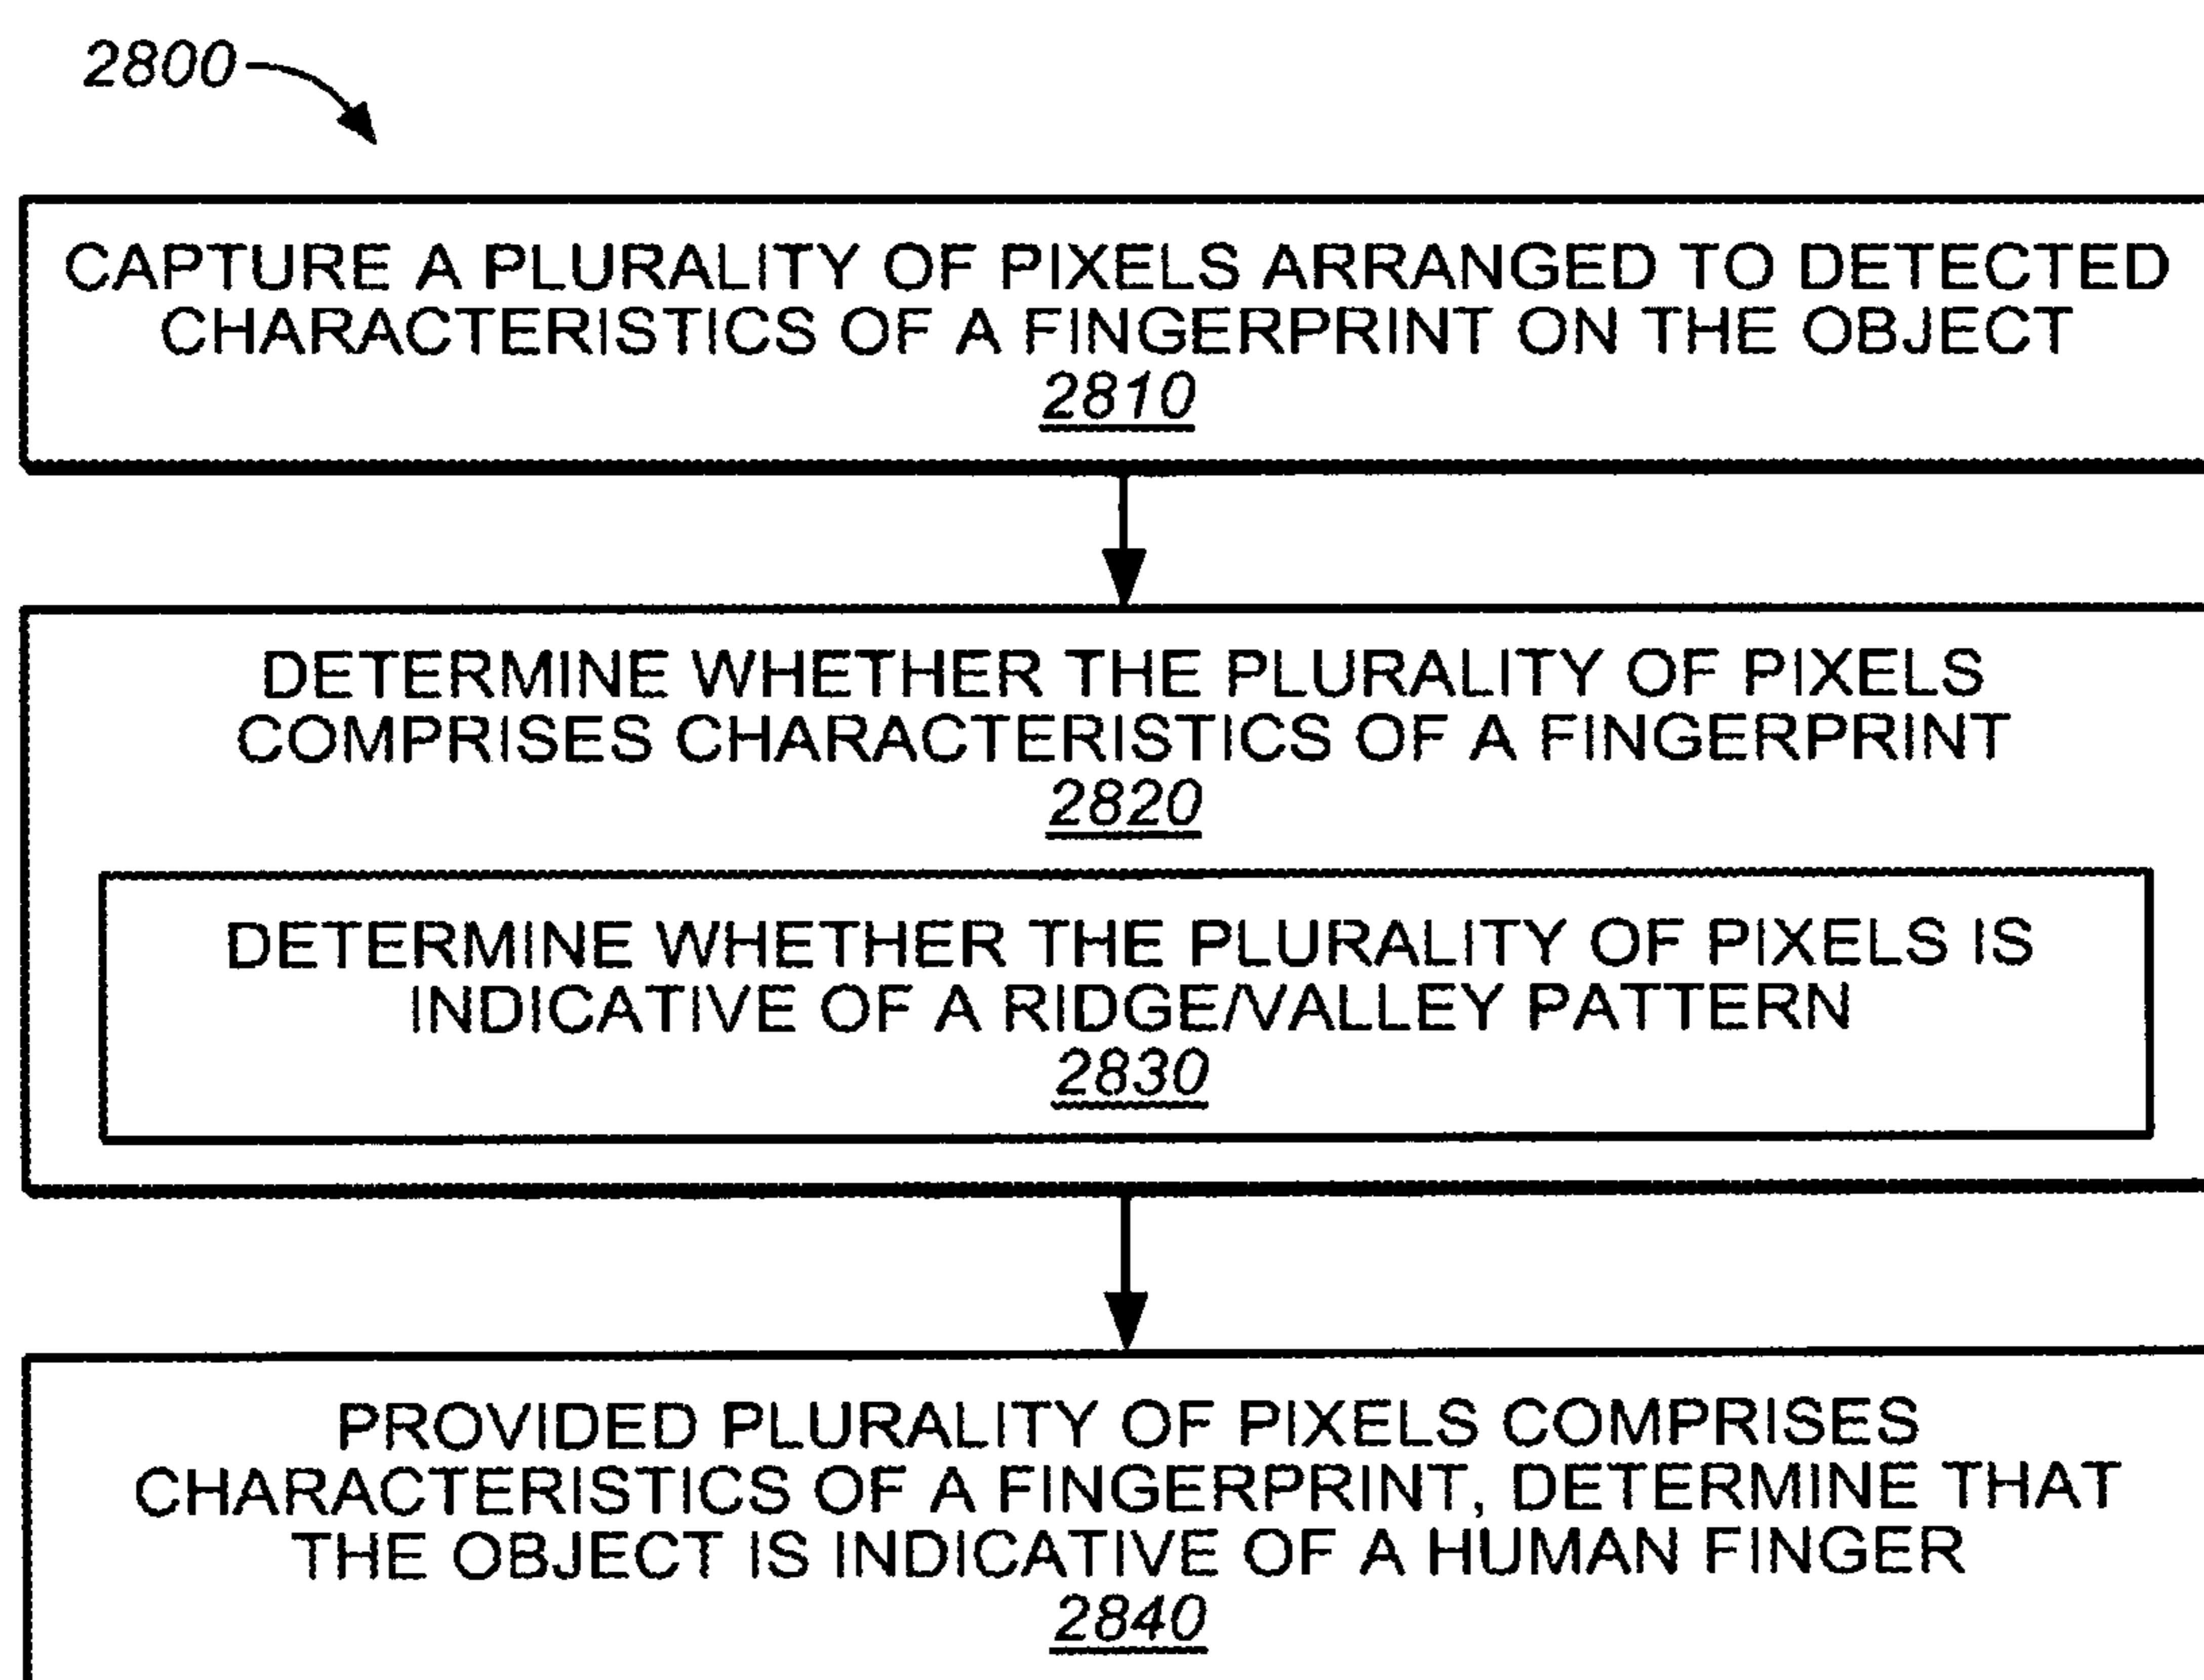 2800
CAPTURE A PLURALITY OF PIXELS ARRANGED TO DETECTED
CHARACTERISTICS OF A FINGERPRINT ON THE OBJECT
2810
DETERMINE WHETHER THE PLURALITY OF PIXELS
COMPRISES CHARACTERISTICS OF A FINGERPRINT
2820
DETERMINE WHETHER THE PLURALITY OF PIXELS IS
INDICATIVE OF A RIDGE/VALLEY PATTERN
2830
PROVIDED PLURALITY OF PIXELS COMPRISES
CHARACTERISTICS OF A FINGERPRINT, DETERMINE THAT
THE OBJECT IS INDICATIVE OF A HUMAN FINGER
2840